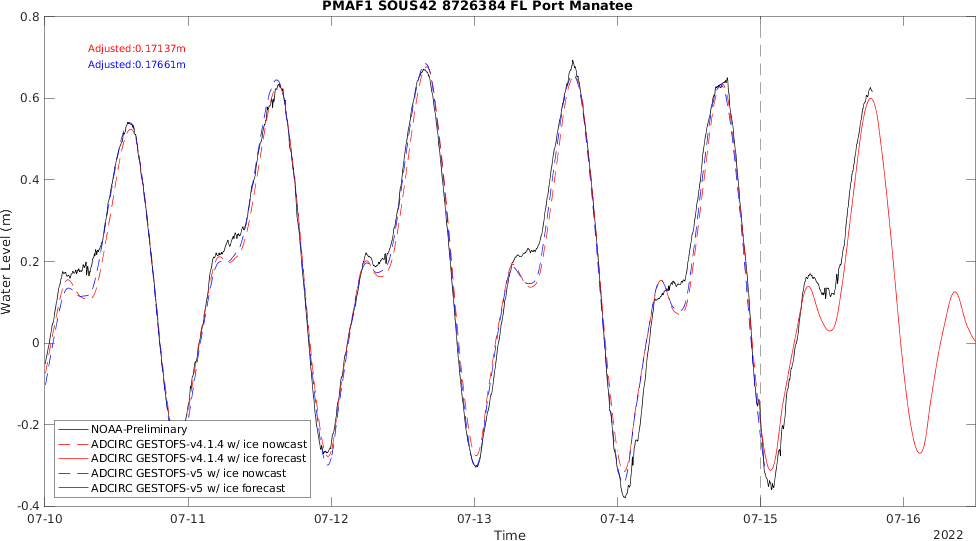 PMAF1 SOUS42 8726384 FL Port Manatee
0.8
Adjusted:0.17137m
Adjusted:0.17661m
0.6
0.4
0.2
0
-0.2
-0.4
Water Level (m)
NOAA-Preliminary
ADCIRC GESTOFS-v4.1.4 w/ ice nowcast
ADCIRC GESTOFS-v4.1.4 w/ ice forecast
ADCIRC GESTOFS-v5 w/ ice nowcast
ADCIRC GESTOFS-v5 w/ ice forecast
07-10 07-11 07-12 07-13 07-14 07-15 07-16
Time
2022